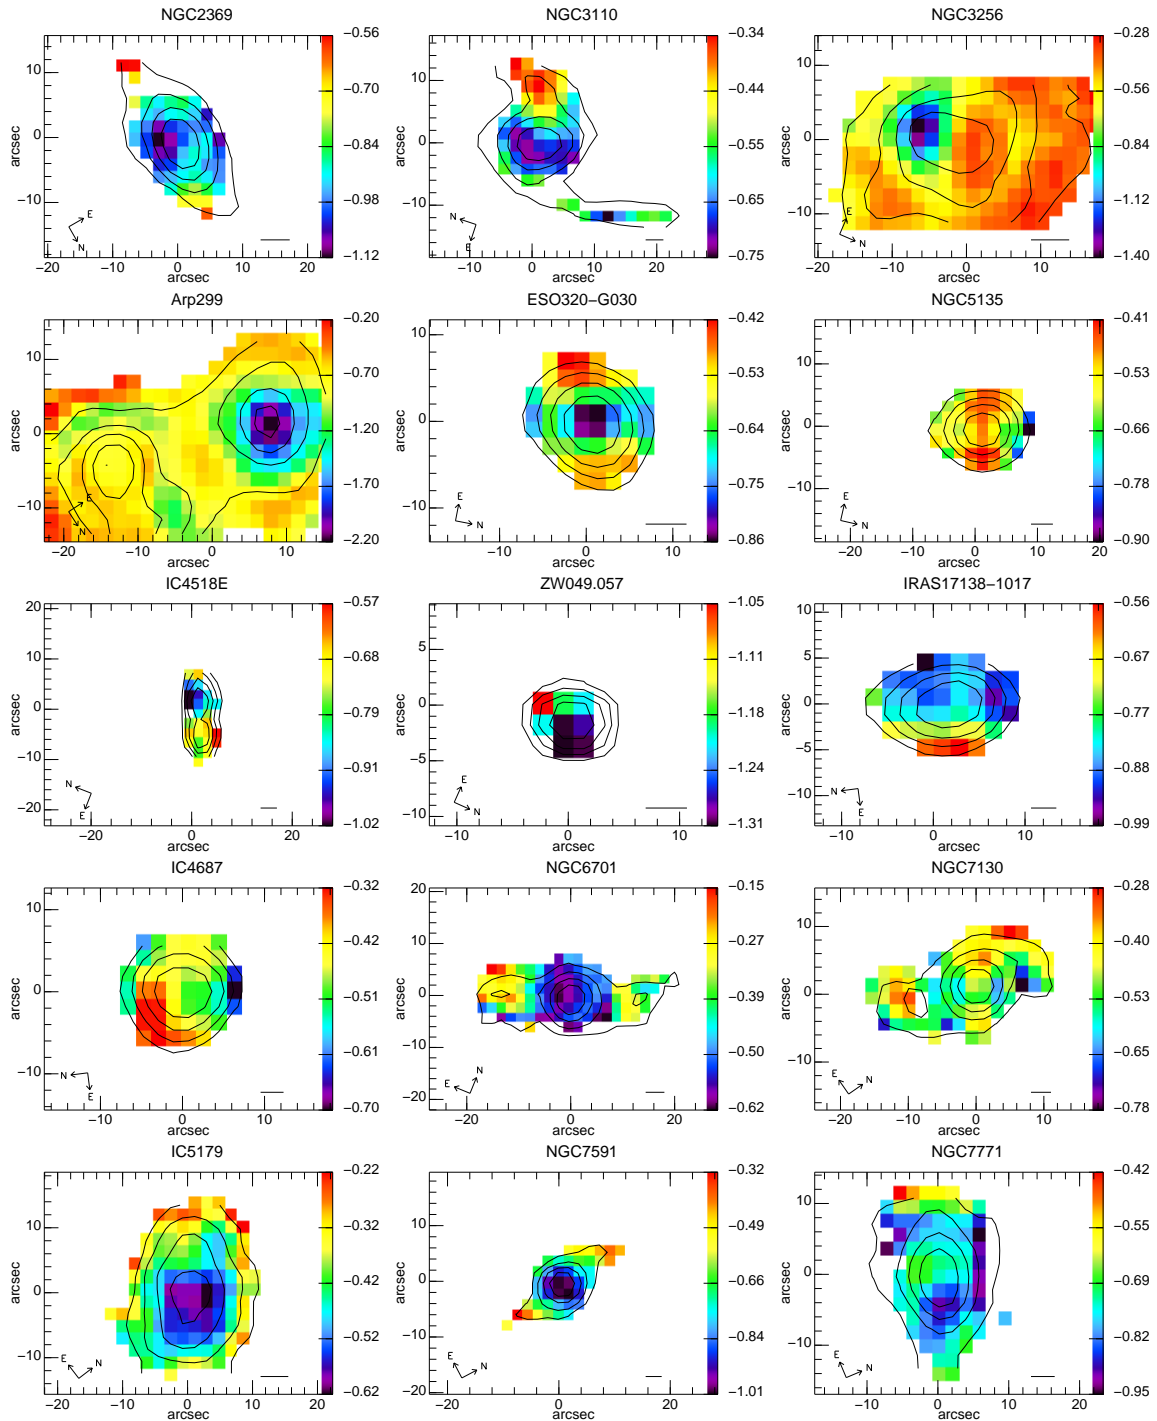 NGC2369 NGC3110 NGC3256
−0.56 −0.34 −0.28
10 10 10
−0.70 −0.44 −0.56
arcsec 0 −0.84 arcsec 0 −0.55 arcsec 0 −0.84
−0.98 −0.65 −1.12
−10 −10 −10
E N N E E N
−1.12 −0.75 −1.40
−20 −10 0 10 20 −10 0 10 20 −20 −10 0 10
arcsec arcsec arcsec
Arp299 ESO320−G030 NGC5135
−0.20 −0.42 −0.41
10 10 10
−0.70 −0.53 −0.53
arcsec 0 −1.20 arcsec 0 −0.64 arcsec 0 −0.66
−1.70 −0.75 −0.78
−10 −10 −10
E N E N E N
−2.20 −0.86 −0.90
−20 −10 0 10 −10 0 10 −20 −10 0 10 20
arcsec arcsec arcsec
IC4518E ZW049.057 IRAS17138−1017
20 −0.57 −1.05 10 −0.56
10 −0.68 5 −1.11 5 −0.67
arcsec 0 −0.79 arcsec 0 −1.18 arcsec 0 −0.77
−10 −0.91 −5 −1.24 −5 −0.88
N E E N N E
−20 −1.02 −10 −1.31 −10 −0.99
−20 0 20 −10 0 10 −10 0 10
arcsec arcsec arcsec
IC4687 NGC6701 NGC7130
−0.32 20 −0.15 −0.28
10 −0.42 10 −0.27 10 −0.40
arcsec 0 −0.51 arcsec 0 −0.39 arcsec 0 −0.53
−0.61 −10 −0.50 −0.65
−10 −10
N E E N E N
−0.70 −20 −0.62 −0.78
−10 0 10 −20 0 20 −20 −10 0 10
arcsec arcsec arcsec
IC5179 NGC7591 NGC7771
−0.22 −0.32 −0.42
10 −0.32 10 −0.49 10 −0.55
arcsec 0 −0.42 arcsec 0 −0.66 arcsec 0 −0.69
−0.52 −10 −0.84 −0.82
−10 −10
E N E N E N
−0.62 −20 −1.01 −0.95
−20 −10 0 10 20 −20 0 20 −20 −10 0 10 20
arcsec arcsec arcsec